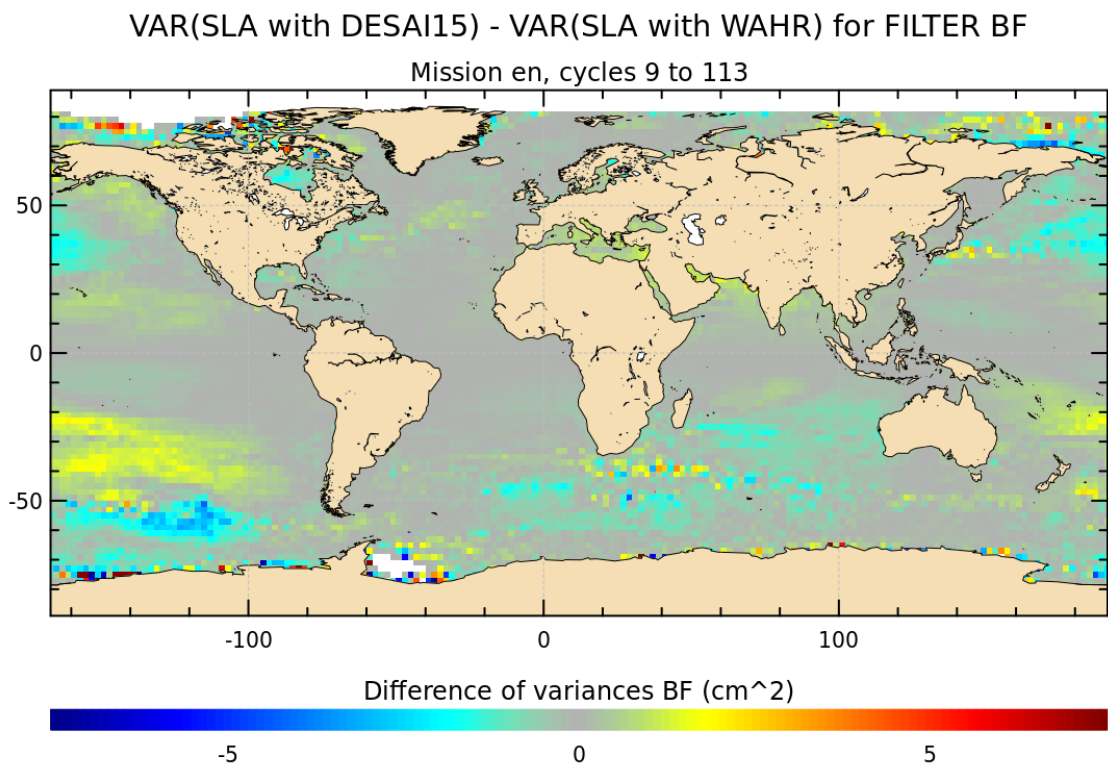 VAR(SLA with DESAI15) - VAR(SLA with WAHR) for FILTER BF
Mission en, cycles 9 to 113
50
0
-50
-100 0 100
Difference of variances BF (cm^2)
-5 0 5